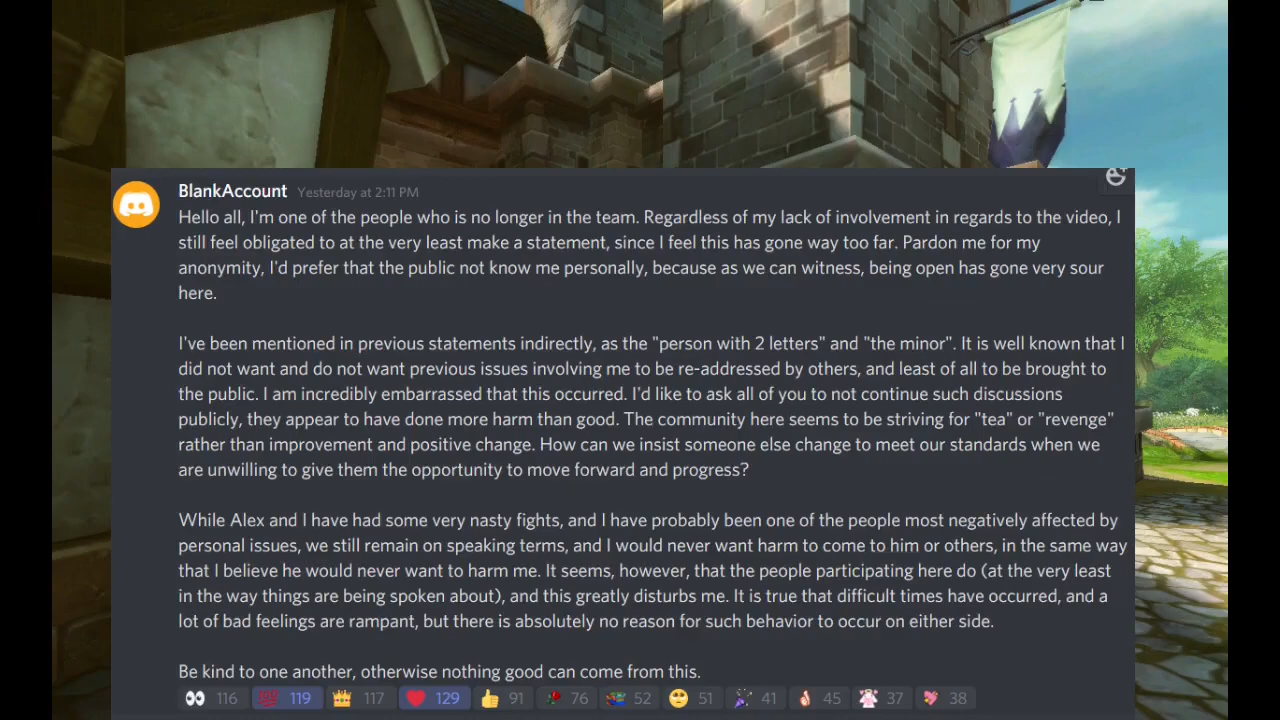 BlankAccount Yesterday at 2:11 PM
Hello all, I'm one of the people who is no longer in the team. Regardless of my lack of involvement in regards to the video, I
still feel obligated to at the very least make a statement, since I feel this has gone way too far. Pardon me for my
anonymity, I'd prefer that the public not know me personally, because as we can witness, being open has gone very sour
here.
I've been mentioned in previous statements indirectly, as the "person with 2 letters" and "the minor". It is well known that I
did not want and do not want previous issues involving me to be re-addressed by others, and least of all to be brought to
the public. I am incredibly embarrassed that this occurred. I'd like to ask all of you to not continue such discussions
publicly, they appear to have done more harm than good. The community here seems to be striving for "tea" or "revenge"
rather than improvement and positive change. How can we insist someone else change to meet our standards when we
are unwilling to give them the opportunity to move forward and progress?
While Alex and I have had some very nasty fights, and I have probably been one of the people most negatively affected by
personal issues, we still remain on speaking terms, and I would never want harm to come to him or others, in the same way
that I believe he would never want to harm me. It seems, however, that the people participating here do (at the very least
in the way things are being spoken about), and this greatly disturbs me. It is true that difficult times have occurred, and a
lot of bad feelings are rampant, but there is absolutely no reason for such behavior to occur on either side.
Be kind to one another, otherwise nothing good can come from this.
116 119 117 129 91 76 52 51 41 45 37 38